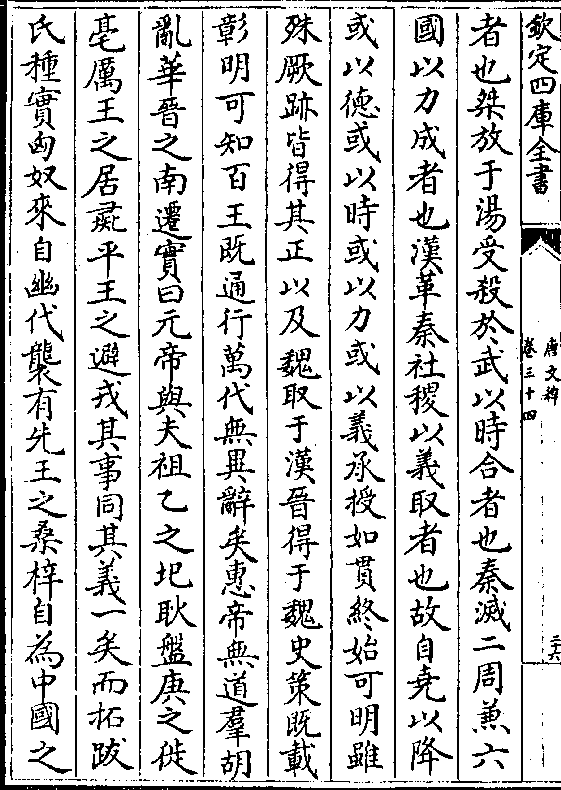 欽定四庫全書
唐文粹
卷三十四
二六
者也桀放于湯受殺於武以時合者也秦滅二周兼六
國以力成者也漢革秦社稷以義取者也故自堯以降
或以德或以時或以力或以義承授如貫終始可明雖
殊厥跡皆得其正以及魏取于漢晉得于魏史策既載
彰明可知百王既通行萬代無異辭矣惠帝無道羣胡
亂華晉之南遷實曰元帝與夫祖乙之圯耿盤庚之徙
亳厲王之居彘平王之避戎其事同其義一矣而拓跋
氏種實匈奴來自幽代襲有先王之桑梓自為中國之